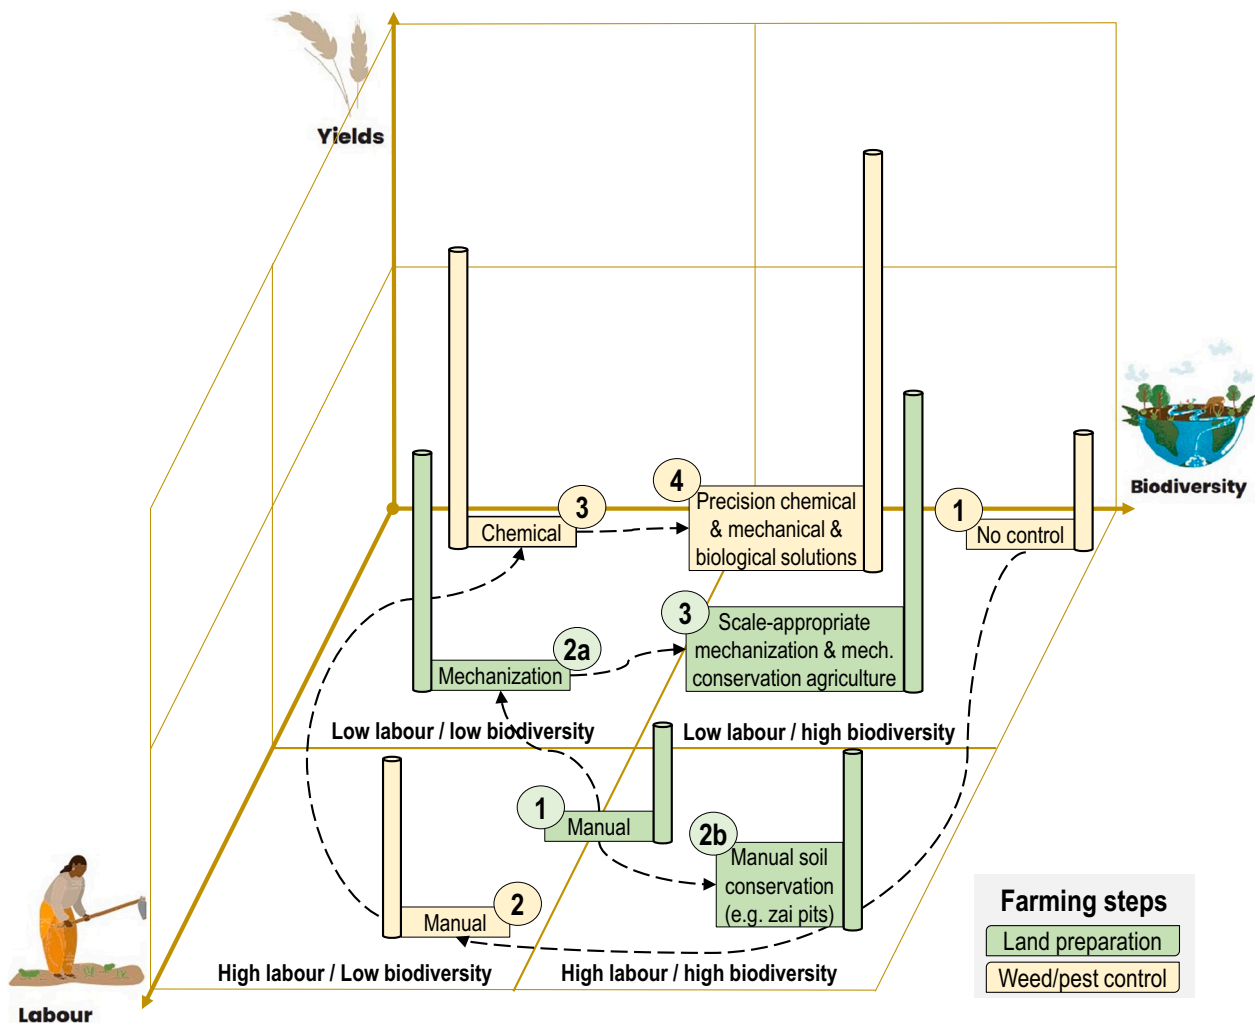 Yields
Biodiversity
4
Precision chemical
& mechanical &
biological solutions
3
Chemical
1
No control
3
Scale-appropriate
mechanization & mech.
conservation agriculture
2a
Mechanization
Low labour / low biodiversity
Low labour / high biodiversity
1
Manual
2b
Manual soil
conservation
(e.g. zai pits)
2
Manual
High labour / Low biodiversity
High labour / high biodiversity
Labour
Farming steps
Land preparation
Weed/pest control